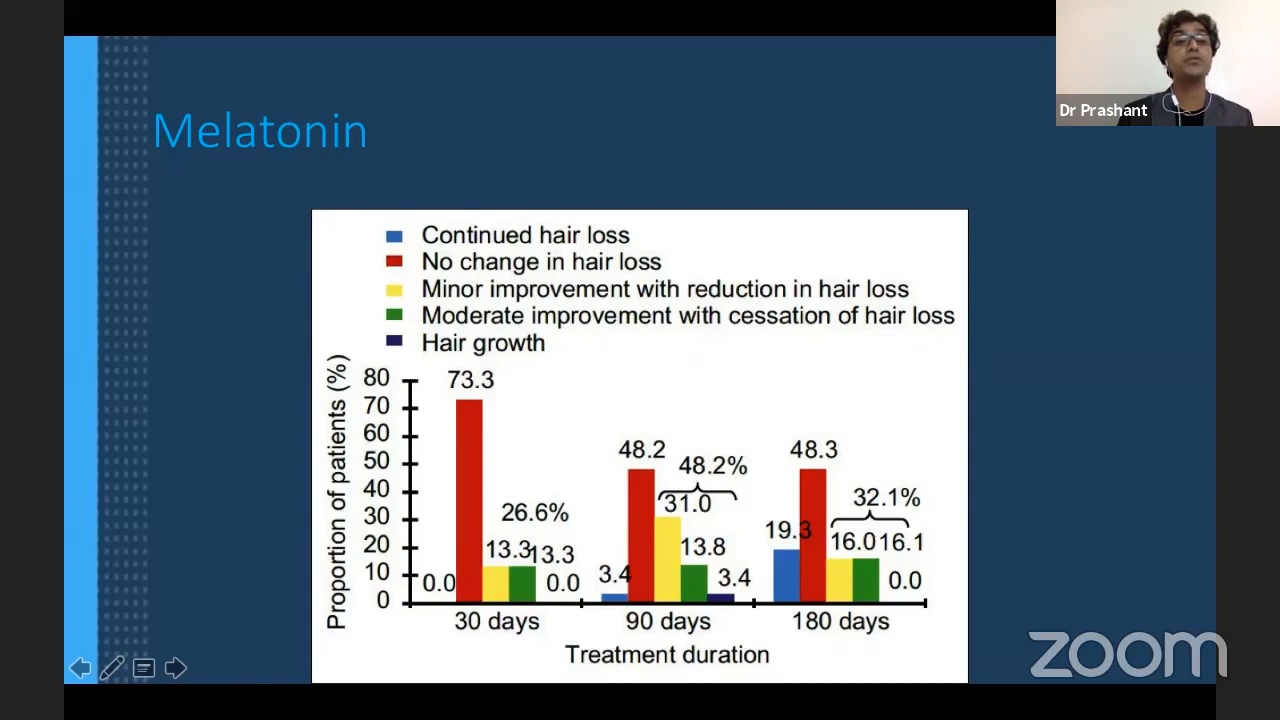 Dr Prashant
Melatonin
Continued hair loss
No change in hair loss
Minor improvement with reduction in hair loss
Moderate improvement with cessation of hair loss
Hair growth
Proportion of patients (%)
80
70
60
50
40
30
20
10
0
73.3
26.6%
0.0
13.3
13.3
0.0
48.2
48.2%
3.4
31.0
13.8
3.4
48.3
32.1%
19.3
16.0
16.1
0.0
30 days
90 days
180 days
Treatment duration
zoom